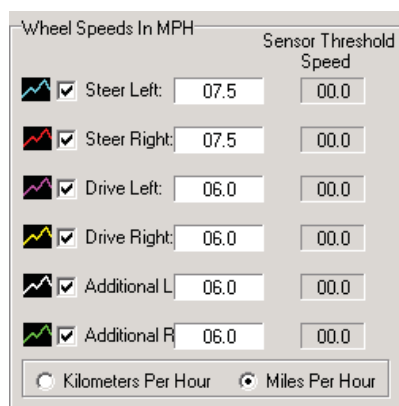 Wheel Speeds In MPH
Sensor Threshold
Speed
Steer Left: 07.5 00.0
Steer Right: 07.5 00.0
Drive Left: 06.0 00.0
Drive Right: 06.0 00.0
Additional L 06.0 00.0
Additional R 06.0 00.0
Kilometers Per Hour Miles Per Hour